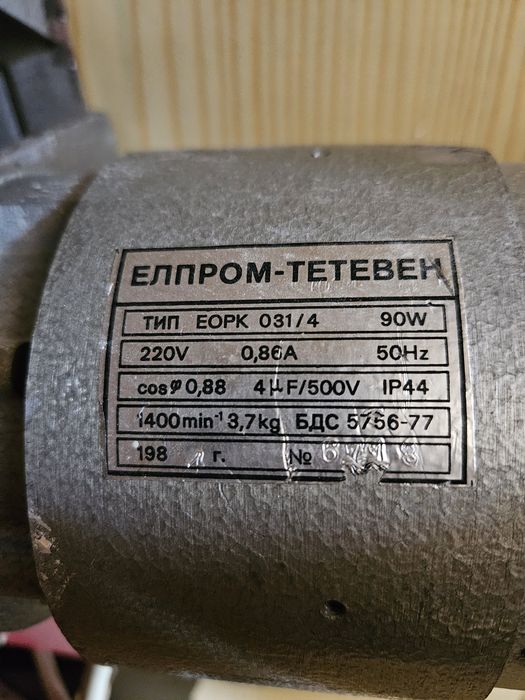 ЕЛПРОМ-ТЕТЕВЕН
ТИП ЕОРК 031/4 90W
220V 0,86A 50Hz
cosφ 0,88 4μF/500V IP44
1400min⁻¹ 3,7kg БДС 5756-77
198 г. №